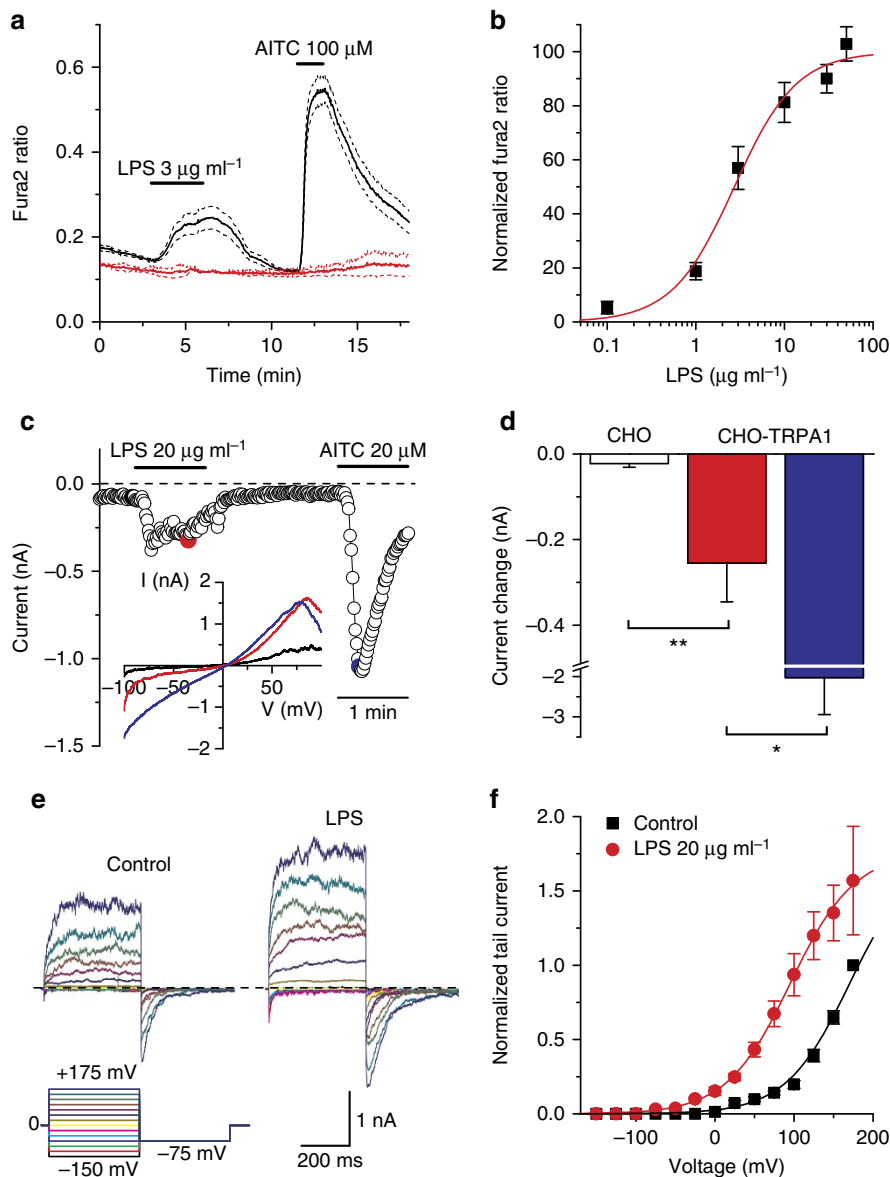 a
AITC 100 μM
LPS 3 μg ml−1
Fura2 ratio
0.6
0.4
0.2
0.0
0
5
10
15
Time (min)
b
Normalized fura2 ratio
100
80
60
40
20
0
0.1
1
10
100
LPS (μg ml−1)
c
LPS 20 μg ml−1
AITC 20 μM
Current (nA)
0.0
−0.5
−1.0
−1.5
I (nA)
2
1
−1
−2
−100
−50
50
V (mV)
1 min
d
CHO
CHO-TRPA1
Current change (nA)
0.0
−0.2
−0.4
−2
−3
**
*
e
Control
LPS
+175 mV
0
−75 mV
−150 mV
1 nA
200 ms
f
Control
LPS 20 μg ml−1
Normalized tail current
2.0
1.5
1.0
0.5
0.0
−100
0
100
200
Voltage (mV)